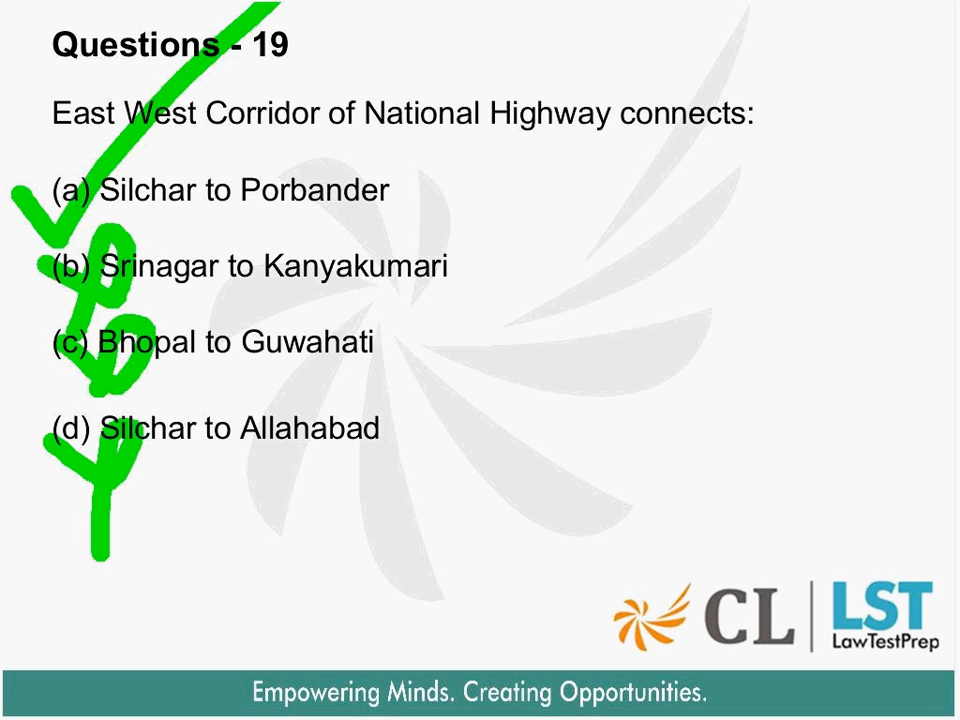 Questions - 19
East West Corridor of National Highway connects:
(a) Silchar to Porbander
(b) Srinagar to Kanyakumari
(c) Bhopal to Guwahati
(d) Silchar to Allahabad
CL | LST
LawTestPrep
Empowering Minds. Creating Opportunities.